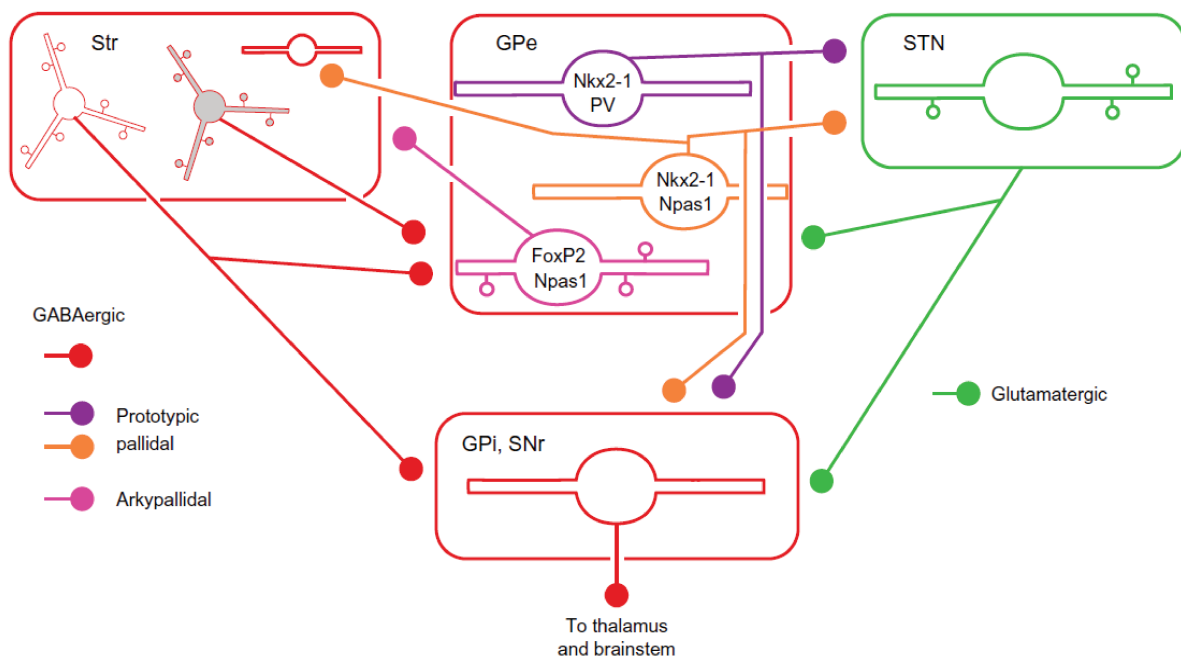 Str
GPe
STN
Nkx2-1
PV
Nkx2-1
Npas1
FoxP2
Npas1
GABAergic
Prototypic
pallidal
Arkypallidal
Glutamatergic
GPi, SNr
To thalamus
and brainstem